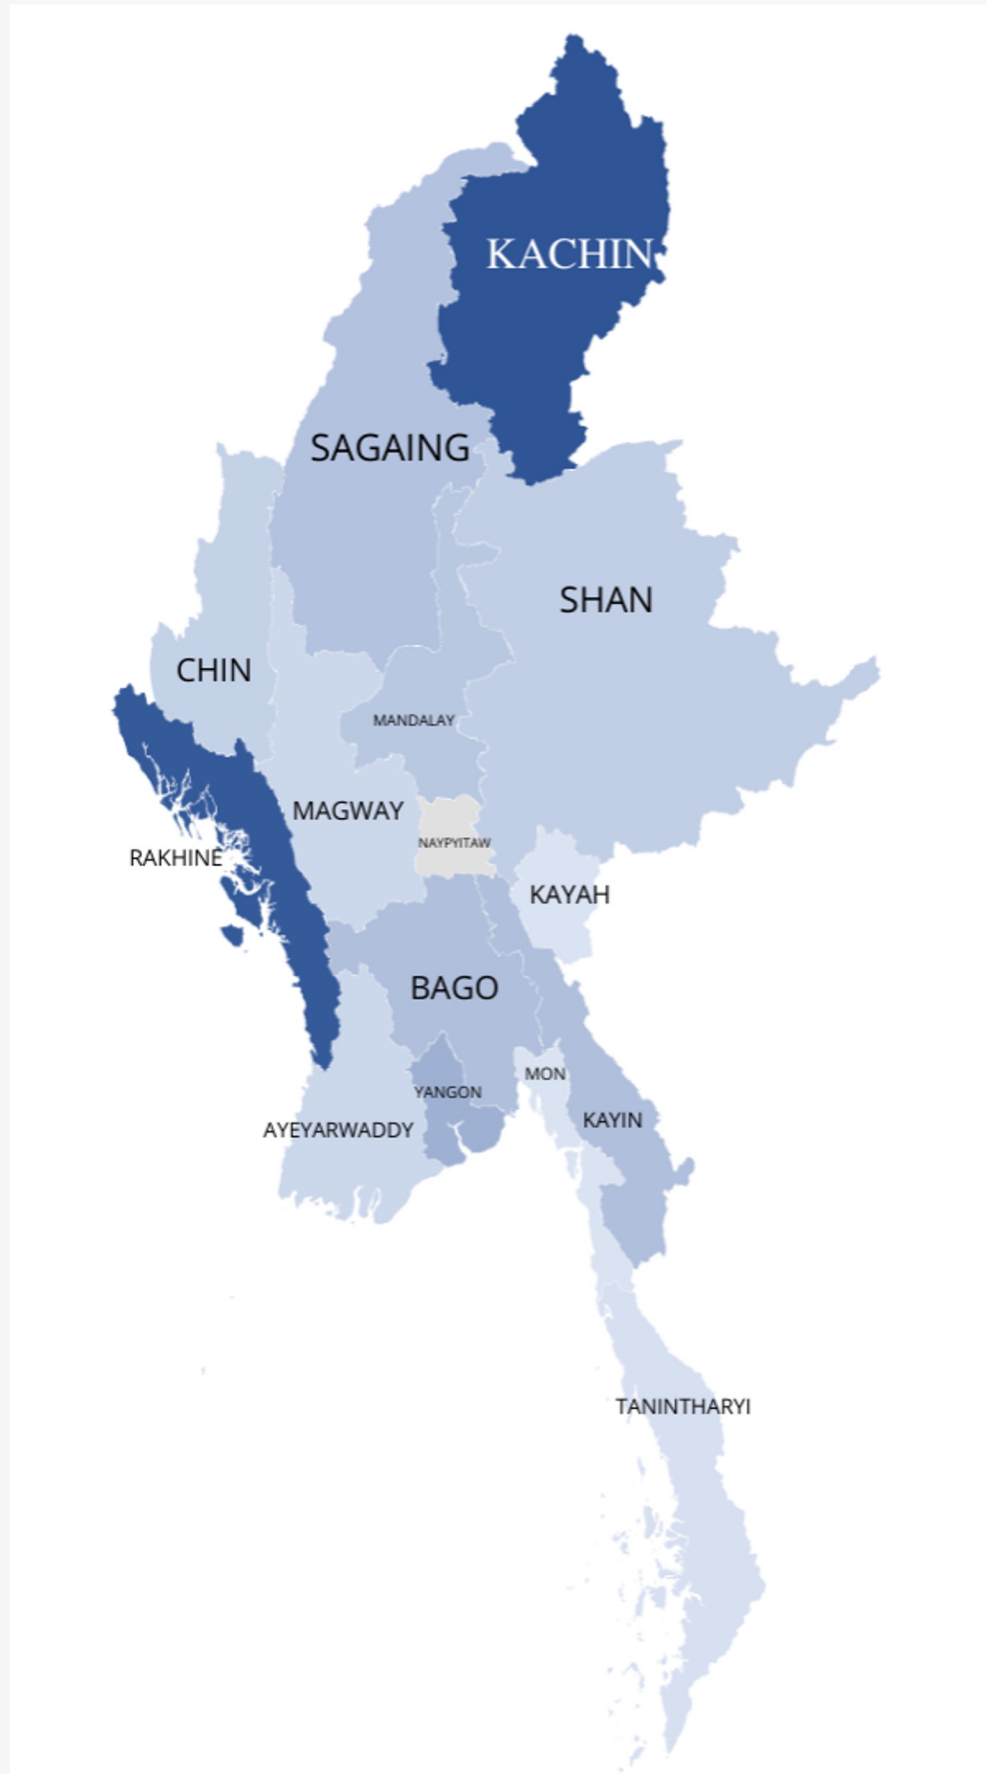 KACHIN
SAGAING
SHAN
CHIN
MANDALAY
MAGWAY
NAYPYITAW
RAKHINE
KAYAH
BAGO
MON
YANGON
KAYIN
AYEYARWADDY
TANINTHARYI